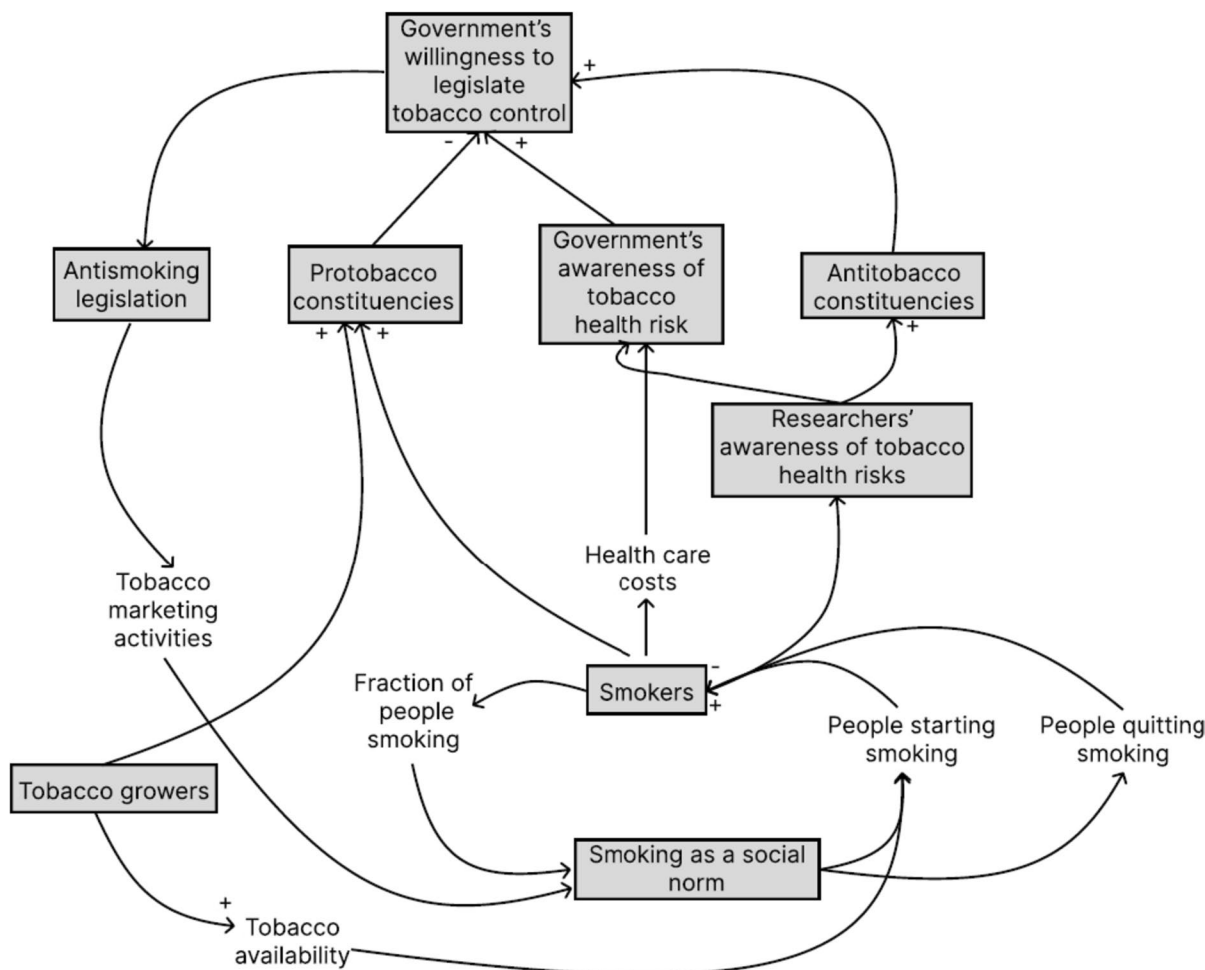 Government's
willingness to
legislate
tobacco control
+
-
+
Antismoking
legislation
Protobacco
constituencies
+
+
Government's
awareness of
tobacco
health risk
Antitobacco
constituencies
+
Researchers'
awareness of tobacco
health risks
Tobacco
marketing
activities
Health care
costs
Fraction of
people
smoking
Smokers
-
+
People starting
smoking
People quitting
smoking
Tobacco growers
Smoking as a social
norm
+
Tobacco
availability